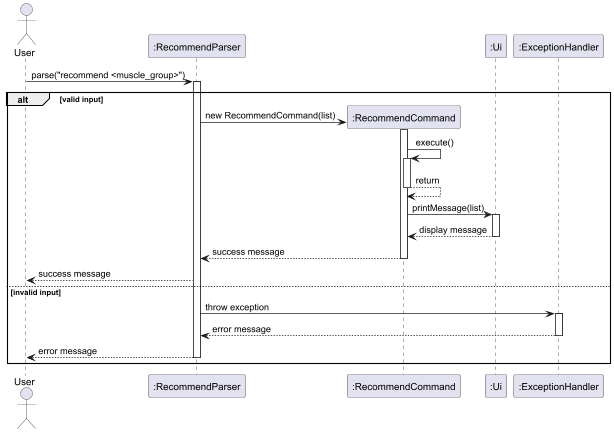 User
:RecommendParser
:Ui
:ExceptionHandler
parse("recommend <muscle_group>")
alt
[valid input]
new RecommendCommand(list)
:RecommendCommand
execute()
return
printMessage(list)
display message
success message
success message
[invalid input]
throw exception
error message
error message
User
:RecommendParser
:RecommendCommand
:Ui
:ExceptionHandler